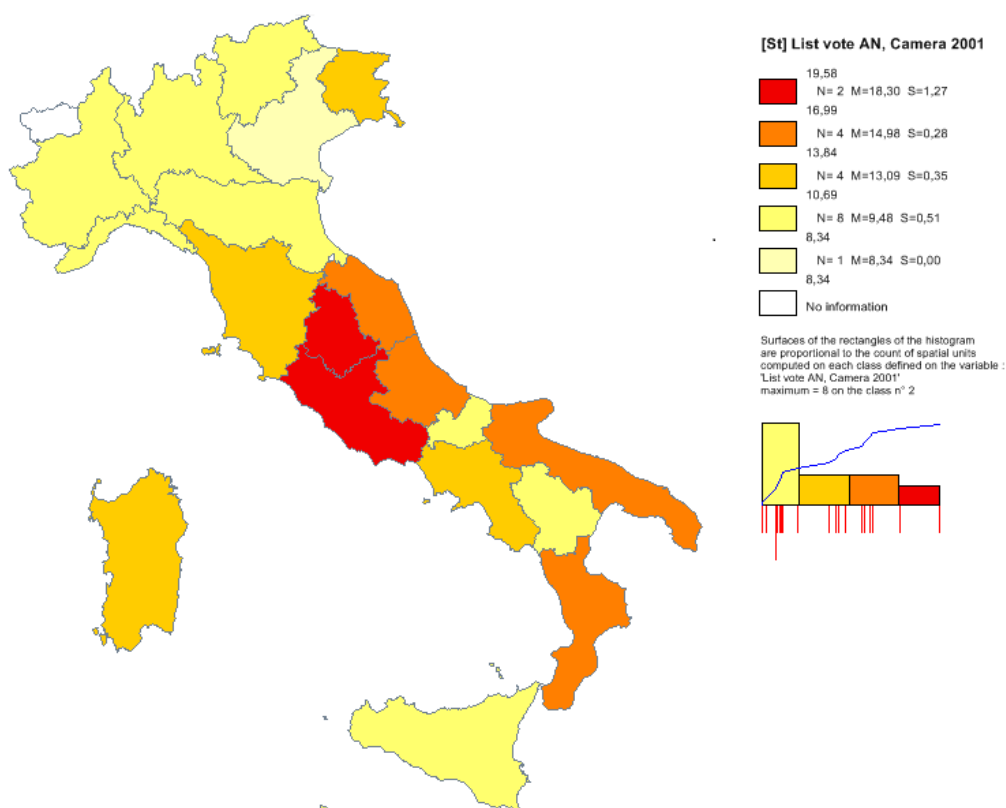 [St] List vote AN, Camera 2001
19,58
N= 2 M=18,30 S=1,27
16,99
N= 4 M=14,98 S=0,28
13,84
N= 4 M=13,09 S=0,35
10,69
N= 8 M=9,48 S=0,51
8,34
N= 1 M=8,34 S=0,00
8,34
No information
Surfaces of the rectangles of the histogram
are proportional to the count of spatial units
computed on each class defined on the variable :
'List vote AN, Camera 2001'
maximum = 8 on the class n° 2